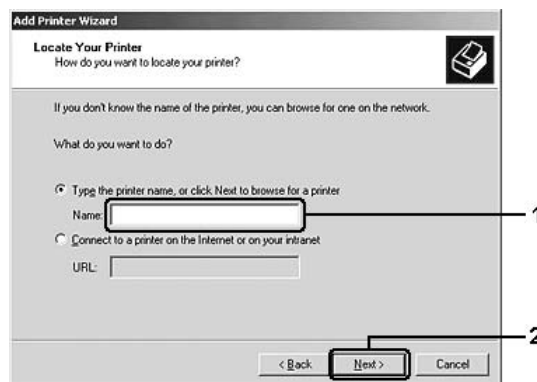 Add Printer Wizard
Locate Your Printer
How do you want to locate your printer?
If you don't know the name of the printer, you can browse for one on the network.
What do you want to do?
Type the printer name, or click Next to browse for a printer
Name:
1
Connect to a printer on the Internet or on your intranet
URL:
2
< Back Next > Cancel